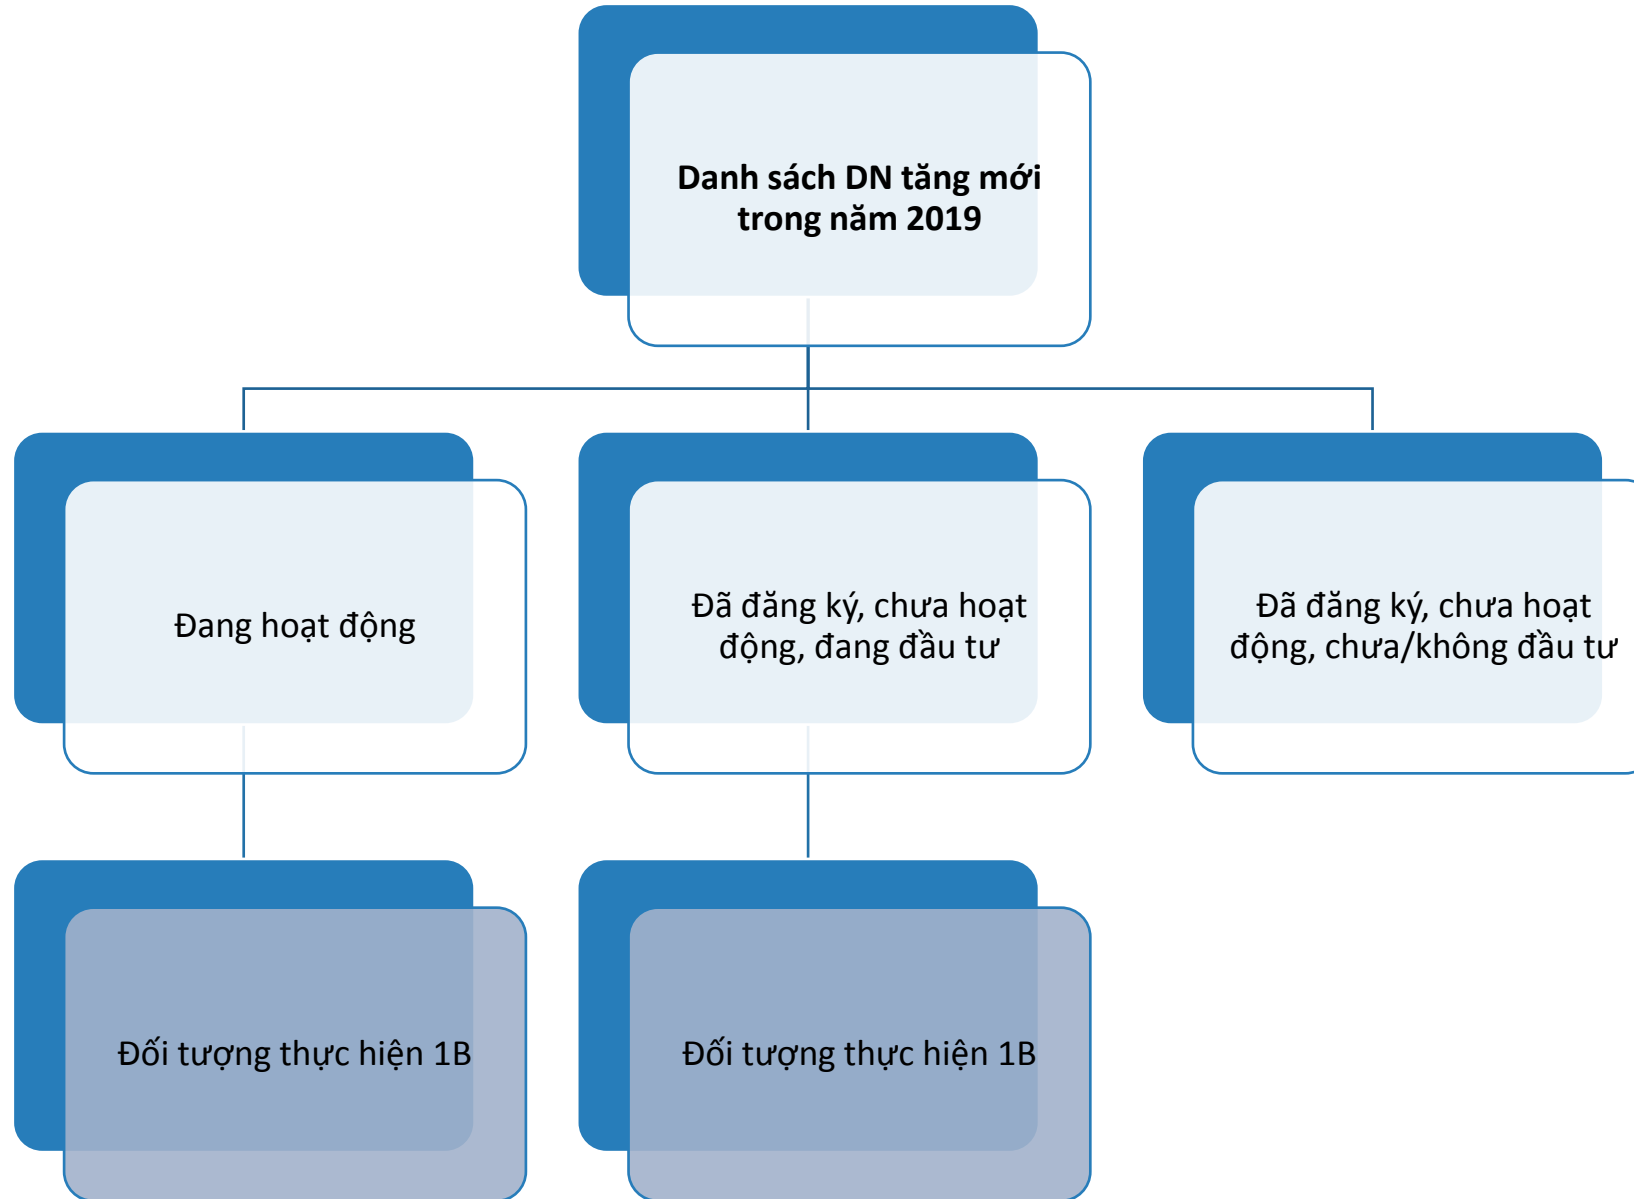 Danh sách DN tăng mới
trong năm 2019
Đang hoạt động
Đã đăng ký, chưa hoạt
động, đang đầu tư
Đã đăng ký, chưa hoạt
động, chưa/không đầu tư
Đối tượng thực hiện 1B
Đối tượng thực hiện 1B